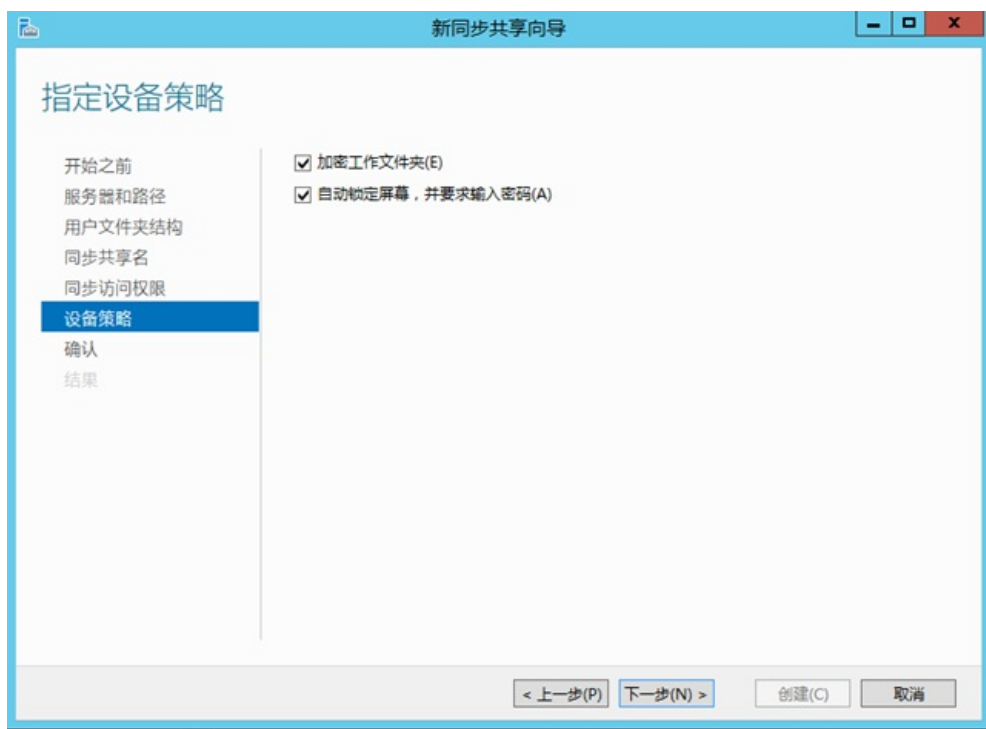 新同步共享向导
指定设备策略
开始之前
服务器和路径
用户文件夹结构
同步共享名
同步访问权限
设备策略
确认
结果
加密工作文件夹(E)
自动锁定屏幕，并要求输入密码(A)
< 上一步(P)
下一步(N) >
创建(C)
取消